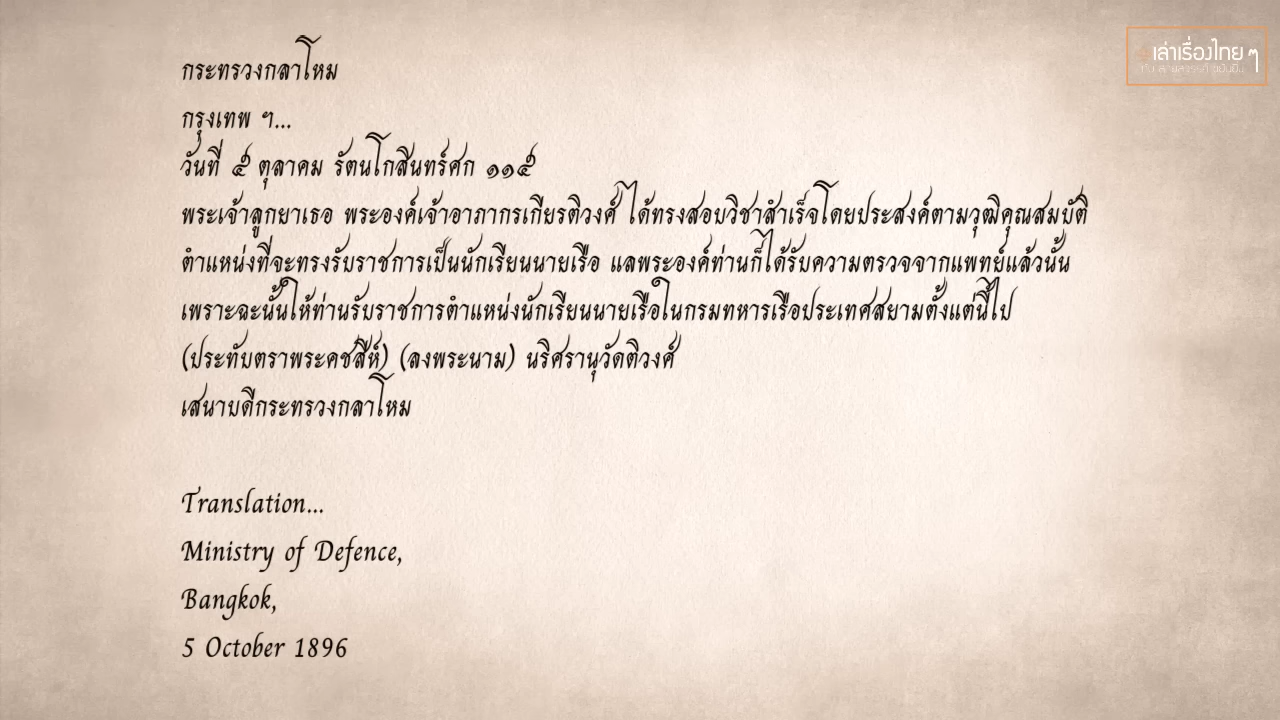 เล่าเรื่องไทย ๆ
กระทรวงกลาโหม
กรุงเทพ ฯ...
วันที่ ๕ ตุลาคม รัตนโกสินทร์ศก ๑๑๕
พระเจ้าลูกยาเธอ พระองค์เจ้าอาภากรเกียรติวงศ์ ได้ทรงสอบวิชาสำเร็จโดยประสงค์ตามวุฒิคุณสมบัติ
ตำแหน่งที่จะทรงรับราชการเป็นนักเรียนนายเรือ แลพระองค์ท่านก็ได้รับความตรวจจากแพทย์แล้วนั้น
เพราะฉะนั้นให้ท่านรับราชการตำแหน่งนักเรียนนายเรือในกรมทหารเรือประเทศสยามตั้งแต่นี้ไป
(ประทับตราพระคชสีห์) (ลงพระนาม) นริศรานุวัดติวงศ์
เสนาบดีกระทรวงกลาโหม
Translation...
Ministry of Defence,
Bangkok,
5 October 1896